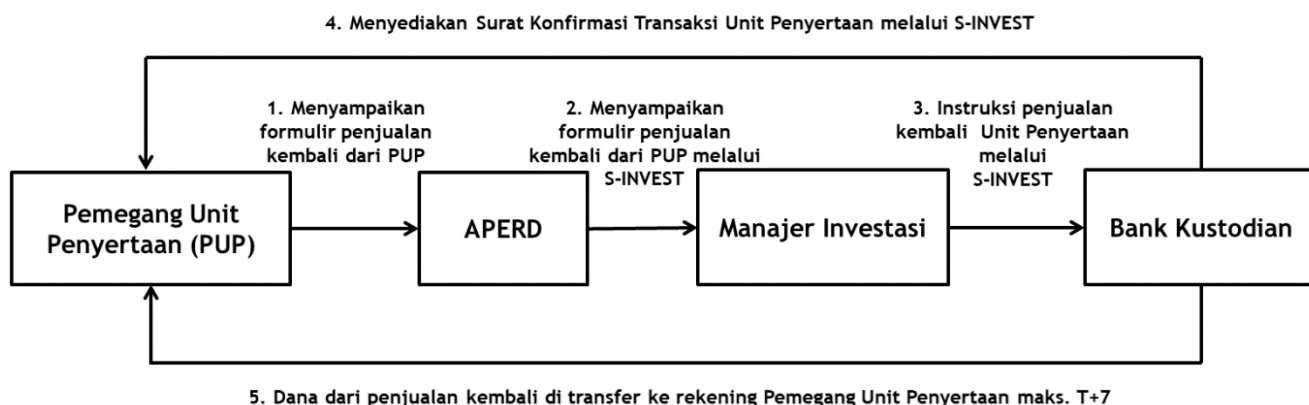 4. Menyediakan Surat Konfirmasi Transaksi Unit Penyertaan melalui S-INVEST
1. Menyampaikan
formulir penjualan
kembali dari PUP
2. Menyampaikan
formulir penjualan
kembali dari PUP melalui
S-INVEST
3. Instruksi penjualan
kembali Unit Penyertaan
melalui
S-INVEST
Pemegang Unit
Penyertaan (PUP)
APERD
Manajer Investasi
Bank Kustodian
5. Dana dari penjualan kembali di transfer ke rekening Pemegang Unit Penyertaan maks. T+7